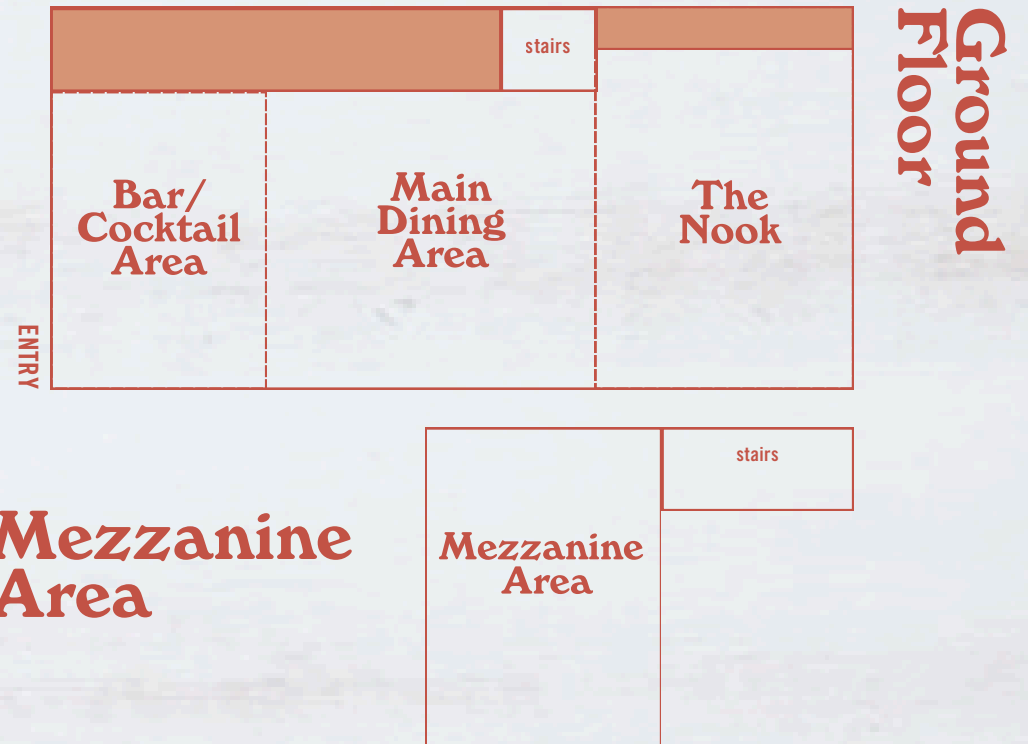 stairs
Bar/
Cocktail
Area
Main
Dining
Area
The
Nook
Ground
Floor
ENTRY
stairs
Mezzanine
Area
Mezzanine
Area